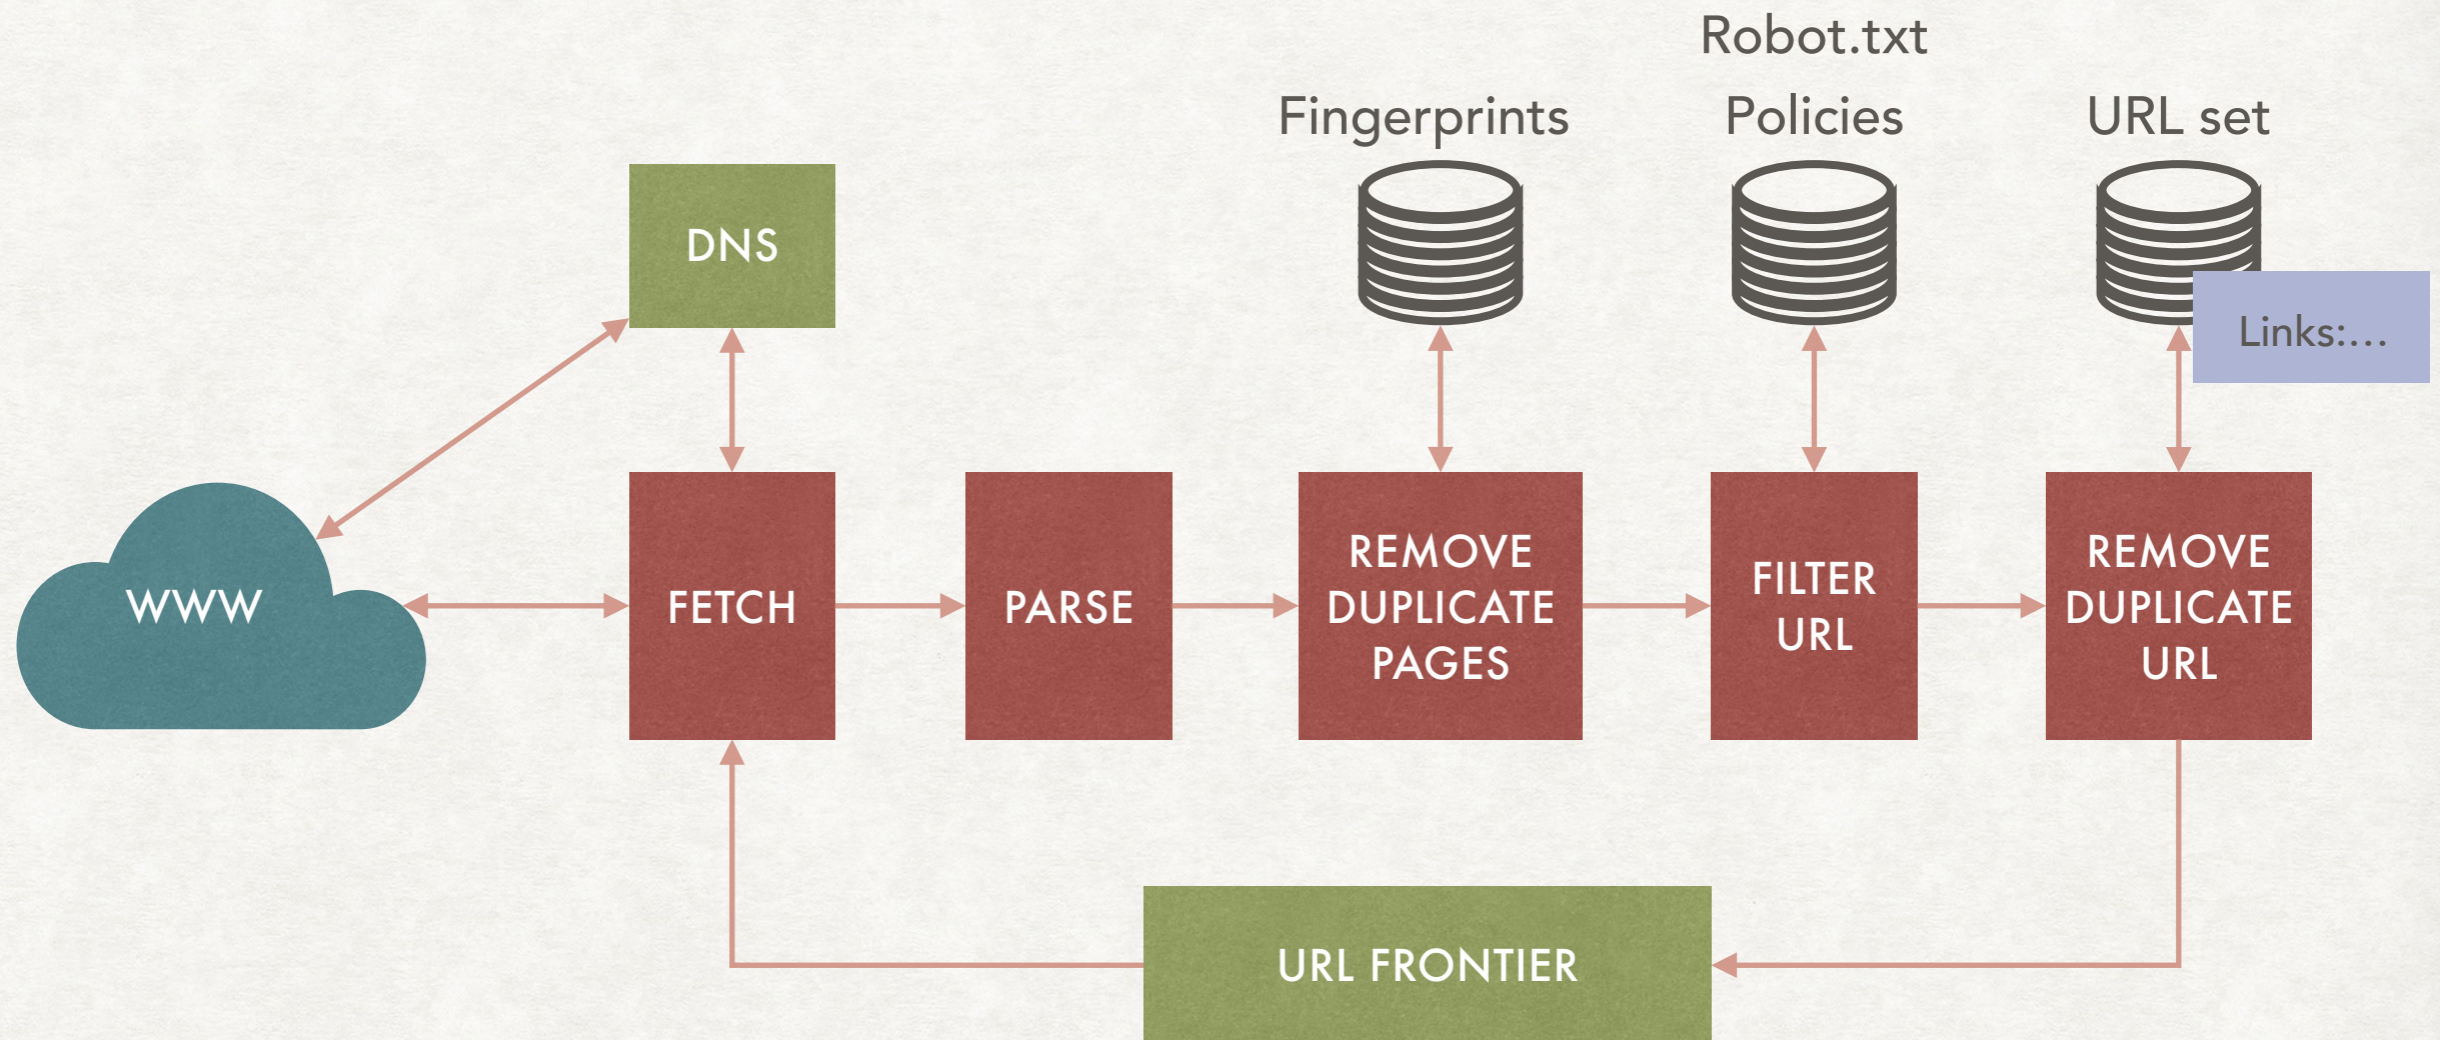 Robot.txt
Fingerprints
Policies
URL set
DNS
Links:...
WWW
FETCH
PARSE
REMOVE
DUPLICATE
PAGES
FILTER
URL
REMOVE
DUPLICATE
URL
URL FRONTIER